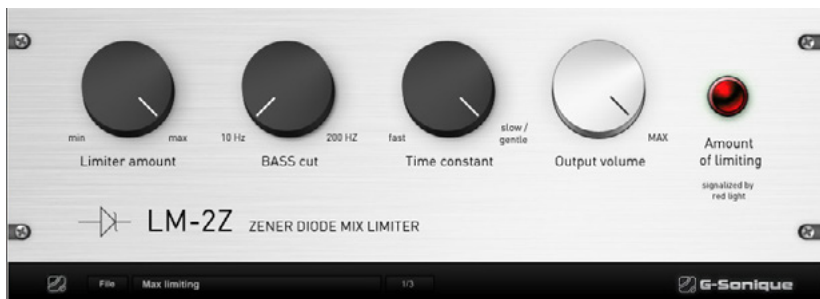 min
max
Limiter amount
10 Hz
200 HZ
BASS cut
fast
slow /
gentle
Time constant
MAX
Output volume
Amount
of limiting
signalized by
red light
LM-2Z ZENER DIODE MIX LIMITER
File Max limiting 1/3 G-Sonique